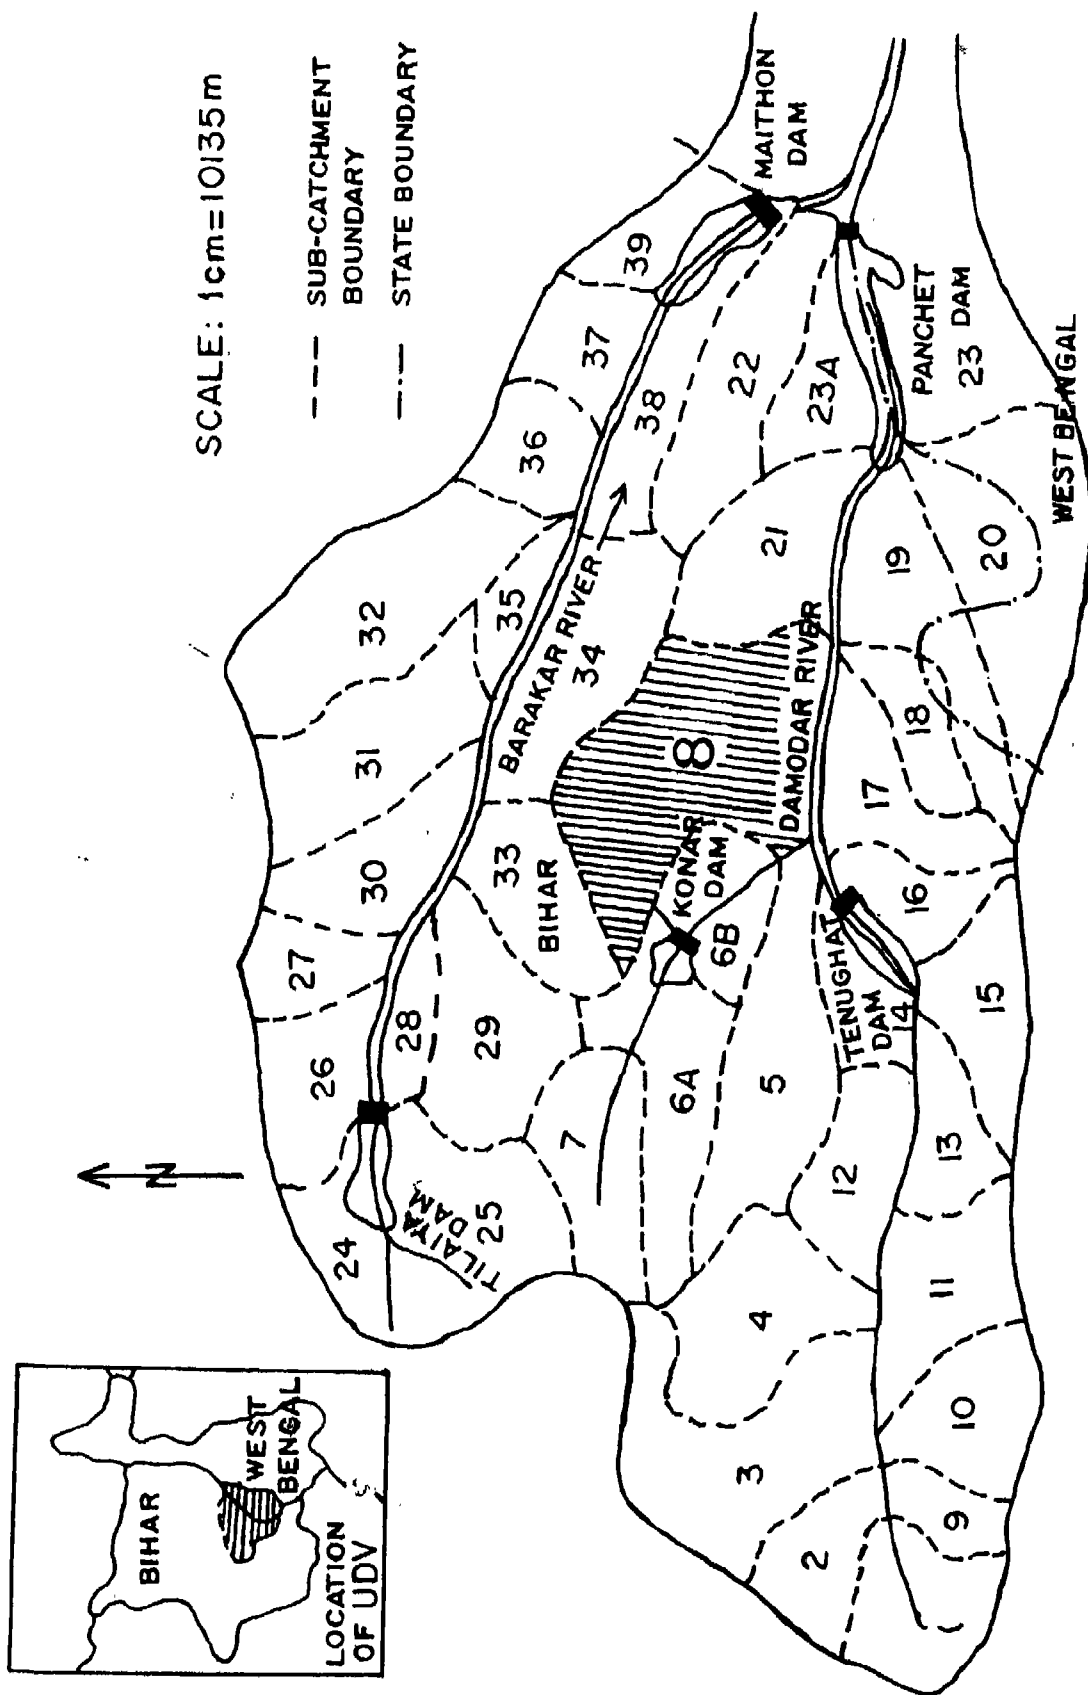 SCALE: 1cm=10135m
SUB-CATCHMENT
BOUNDARY
STATE BOUNDARY
N
BIHAR
WEST
BENGAL
LOCATION
OF UDV
24
26
27
30
31
32
36
37
39
MAITHON
DAM
TILAIYA
DAM
25
28
29
33
BIHAR
35
BARAKAR RIVER
34
38
22
23A
21
7
6A
6B
KONAR
DAM
8
DAMODAR RIVER
PANCHET
DAM
23
5
4
3
2
12
14
TENUGHAT
DAM
9
10
11
13
15
16
17
18
19
20
WEST BENGAL